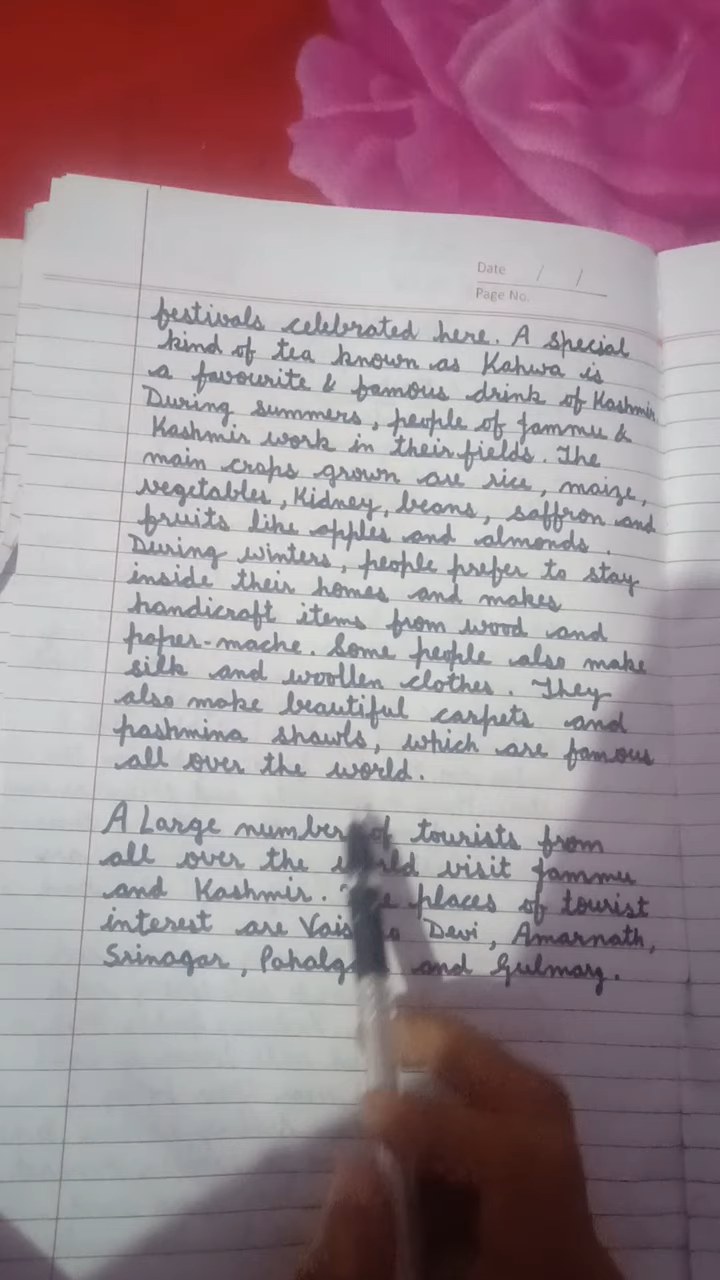 Date / /
Page No.
festivals celebrated here. A special
kind of tea known as Kahwa is
a favourite & famous drink of Kashmir
During summers, people of Jammu &
Kashmir work in their fields. The
main crops grown are rice, maize,
vegetables, Kidney, beans, saffron and
fruits like apples and almonds.
During winters, people prefer to stay
inside their homes and makes
handicraft items from wood and
paper-mache. Some people also make
silk and woollen clothes. They
also make beautiful carpets and
pashmina shawls, which are famous
all over the world.
A Large number of tourists from
all over the visit Jammu
and Kashmir. places of tourist
interest are Devi, Amarnath,
Srinagar, and Gulmarg.